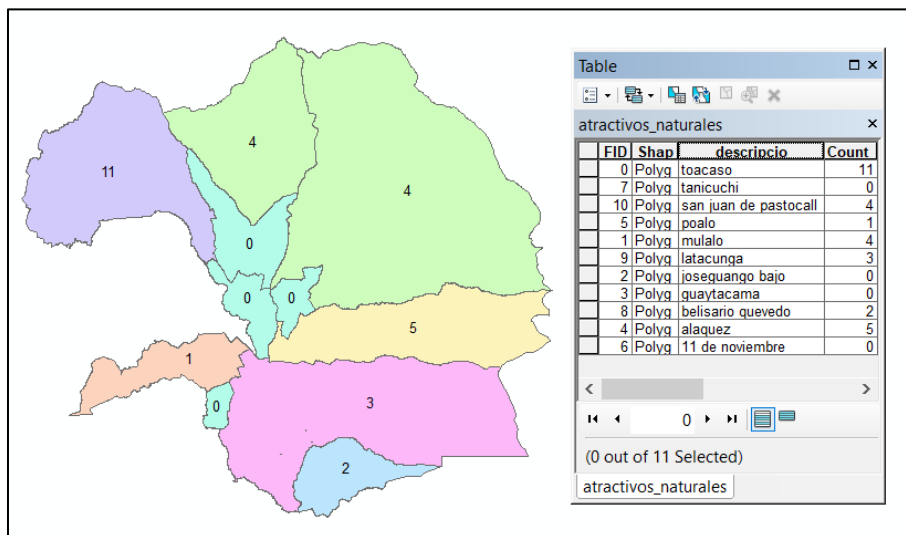 11
4
4
0
0
0
5
1
0
3
2
Table
atractivos_naturales
FID Shap descripcio Count
0 Polyg toacaso 11
7 Polyg tanicuchi 0
10 Polyg san juan de pastocall 4
5 Polyg poalo 1
1 Polyg mulalo 4
9 Polyg latacunga 3
2 Polyg joseguango bajo 0
3 Polyg guaytacama 0
8 Polyg belisario quevedo 2
4 Polyg alaquez 5
6 Polyg 11 de noviembre 0
0
(0 out of 11 Selected)
atractivos_naturales